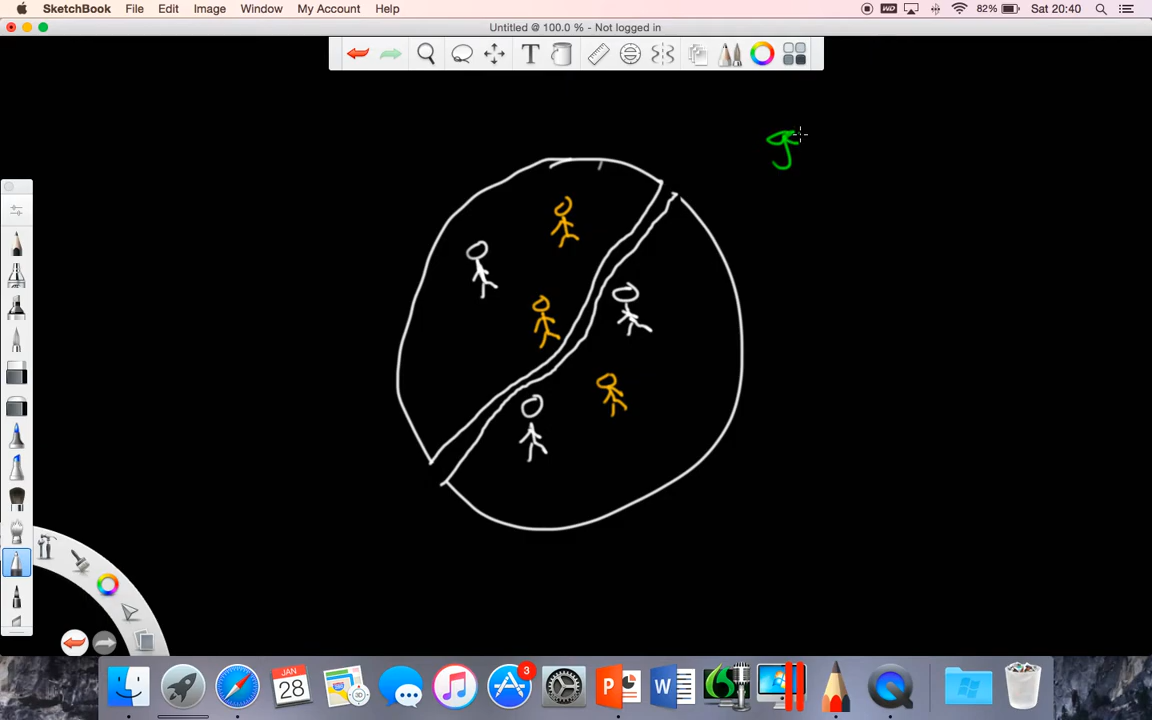 SketchBook File Edit Image Window My Account Help 82% Sat 20:40
Untitled @ 100.0 % - Not logged in
T
g
JAN
28
3D
3
P
W